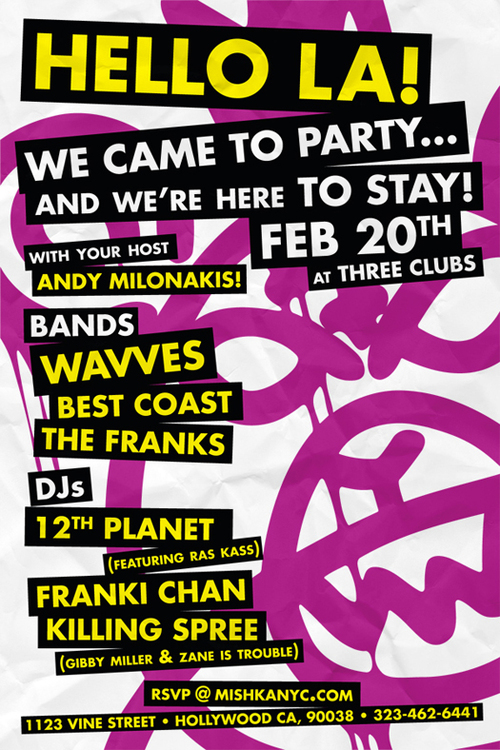 HELLO LA!
WE CAME TO PARTY...
AND WE'RE HERE TO STAY!
FEB 20TH
AT THREE CLUBS
WITH YOUR HOST
ANDY MILONAKIS!
BANDS
WAVVES
BEST COAST
THE FRANKS
DJs
12TH PLANET
(FEATURING RAS KASS)
FRANKI CHAN
KILLING SPREE
(GIBBY MILLER & ZANE IS TROUBLE)
RSVP @ MISHKANYC.COM
1123 VINE STREET • HOLLYWOOD CA, 90038 • 323-462-6441